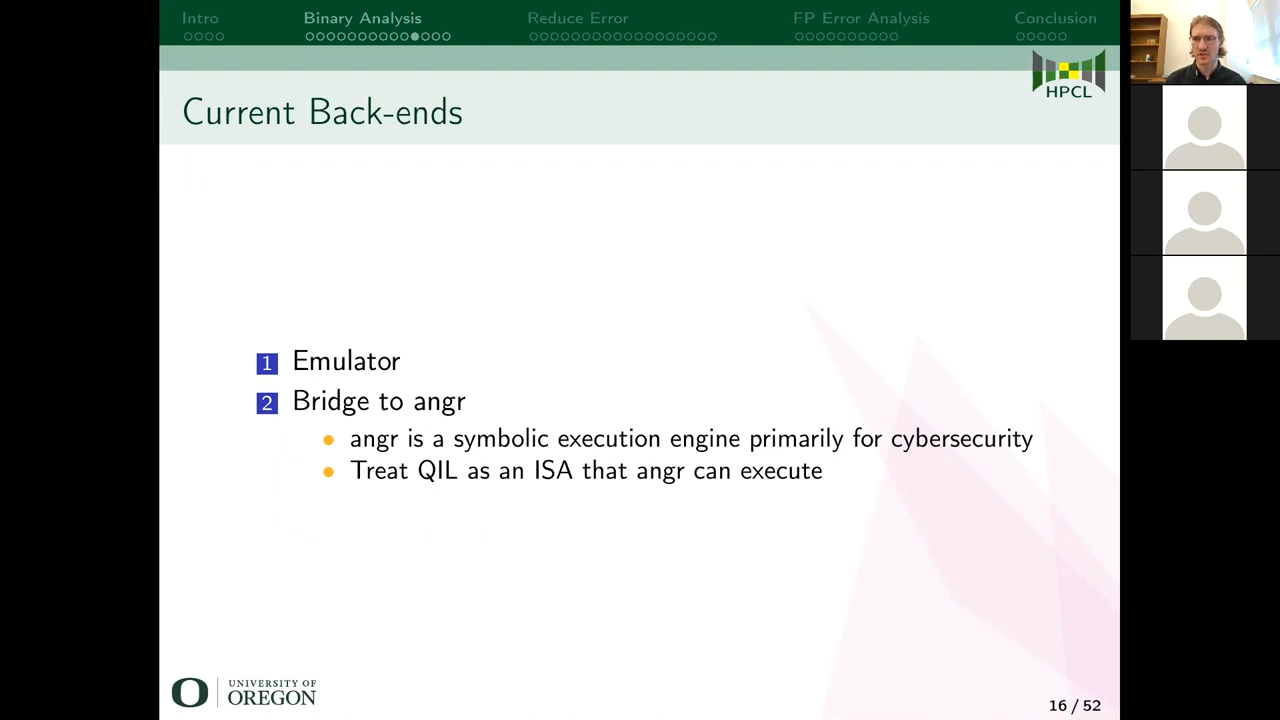 Intro Binary Analysis Reduce Error FP Error Analysis Conclusion
HPCL
Current Back-ends
1 Emulator
2 Bridge to angr
• angr is a symbolic execution engine primarily for cybersecurity
• Treat QIL as an ISA that angr can execute
O UNIVERSITY OF
OREGON
16 / 52